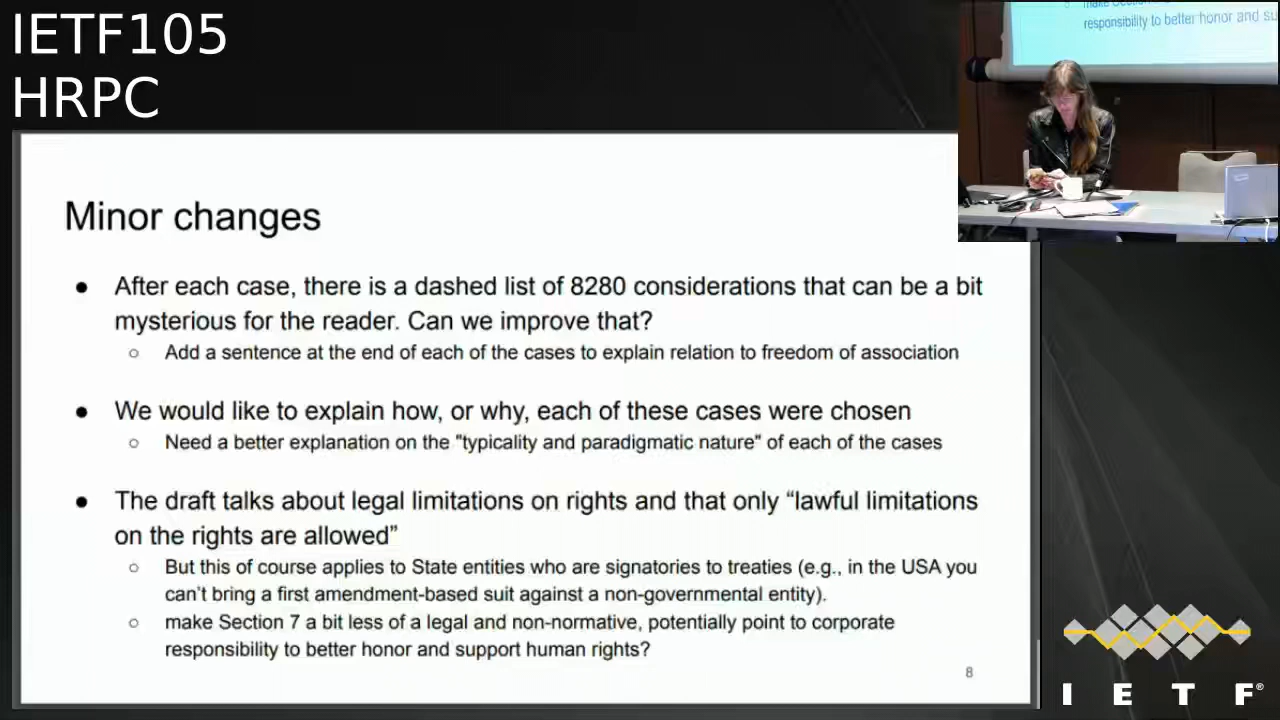 IETF105
HRPC
make Section
responsibility to better honor and su
Minor changes
● After each case, there is a dashed list of 8280 considerations that can be a bit
mysterious for the reader. Can we improve that?
○ Add a sentence at the end of each of the cases to explain relation to freedom of association
● We would like to explain how, or why, each of these cases were chosen
○ Need a better explanation on the "typicality and paradigmatic nature" of each of the cases
● The draft talks about legal limitations on rights and that only “lawful limitations
on the rights are allowed”
○ But this of course applies to State entities who are signatories to treaties (e.g., in the USA you
can’t bring a first amendment-based suit against a non-governmental entity).
○ make Section 7 a bit less of a legal and non-normative, potentially point to corporate
responsibility to better honor and support human rights?
8
I E T F®